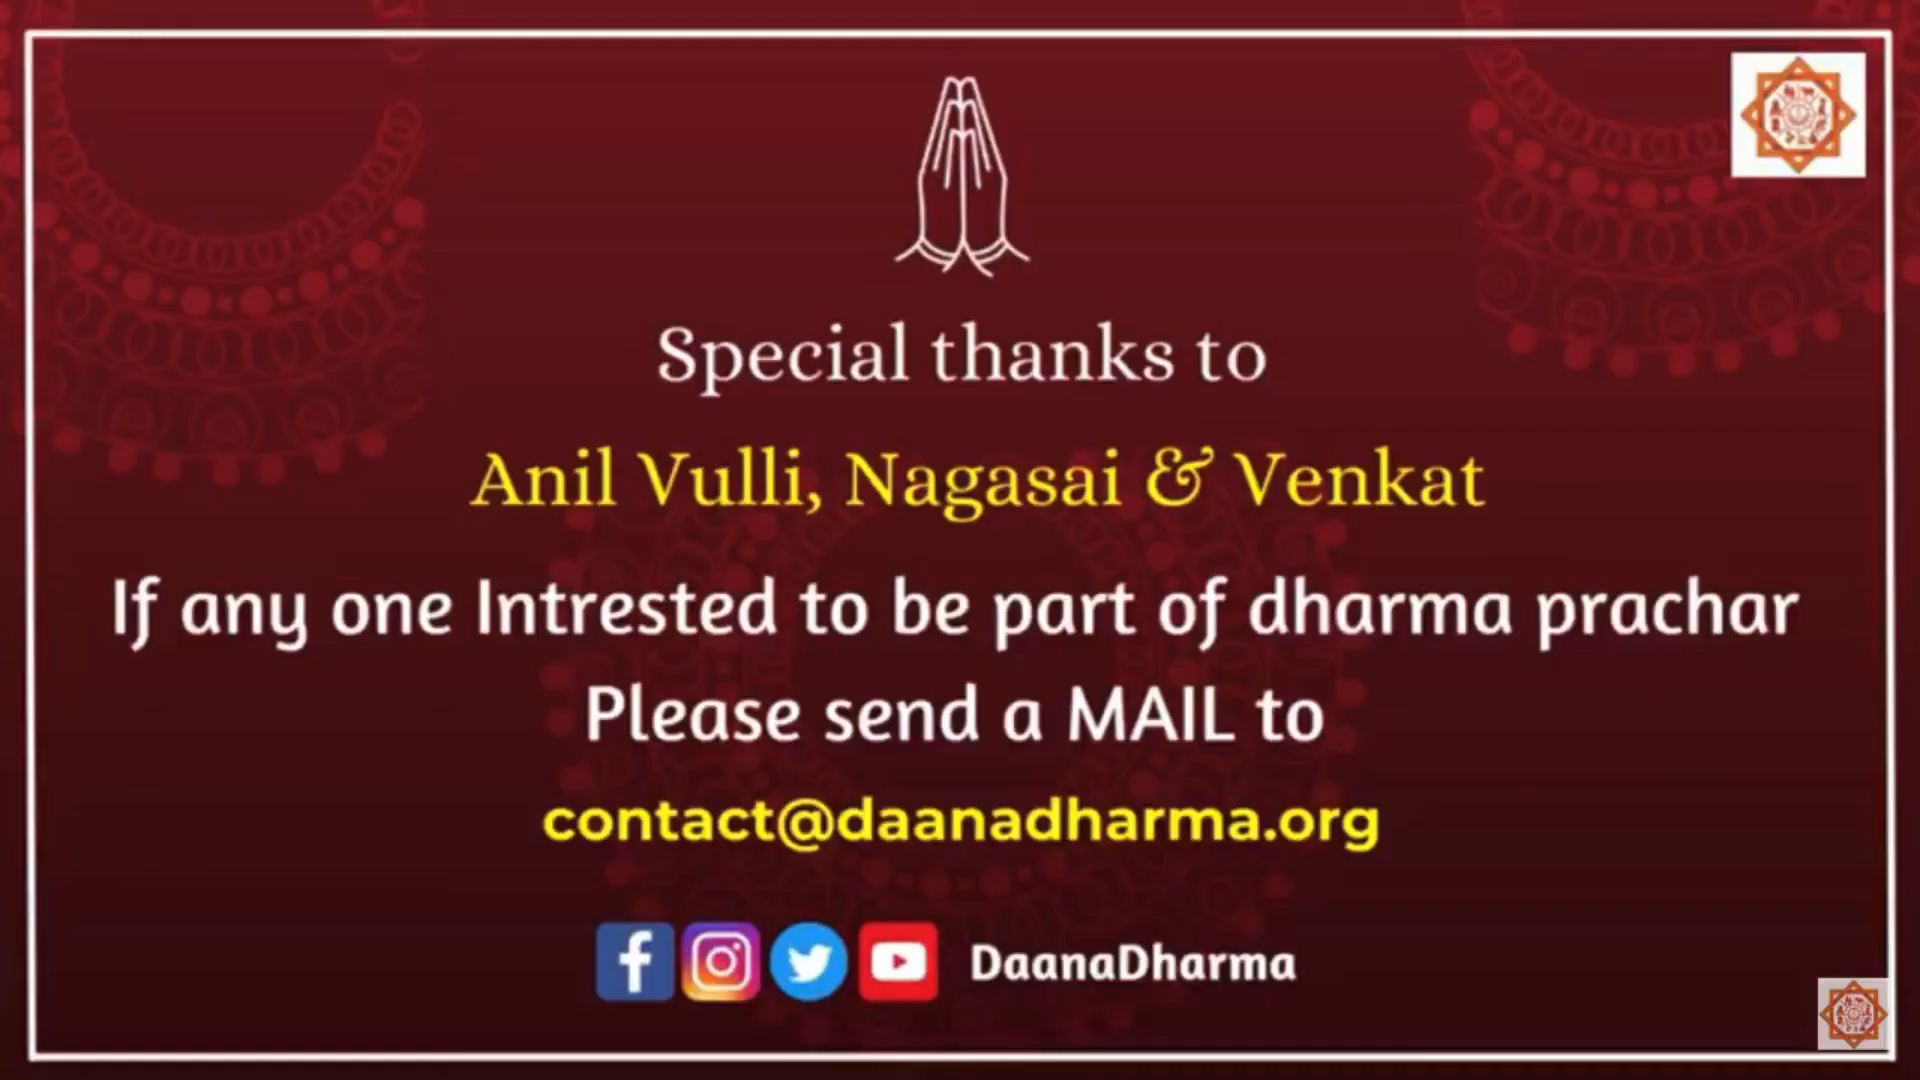 Special thanks to
Anil Vulli, Nagasai & Venkat
If any one Intrested to be part of dharma prachar
Please send a MAIL to
contact@daanadharma.org
DaanaDharma